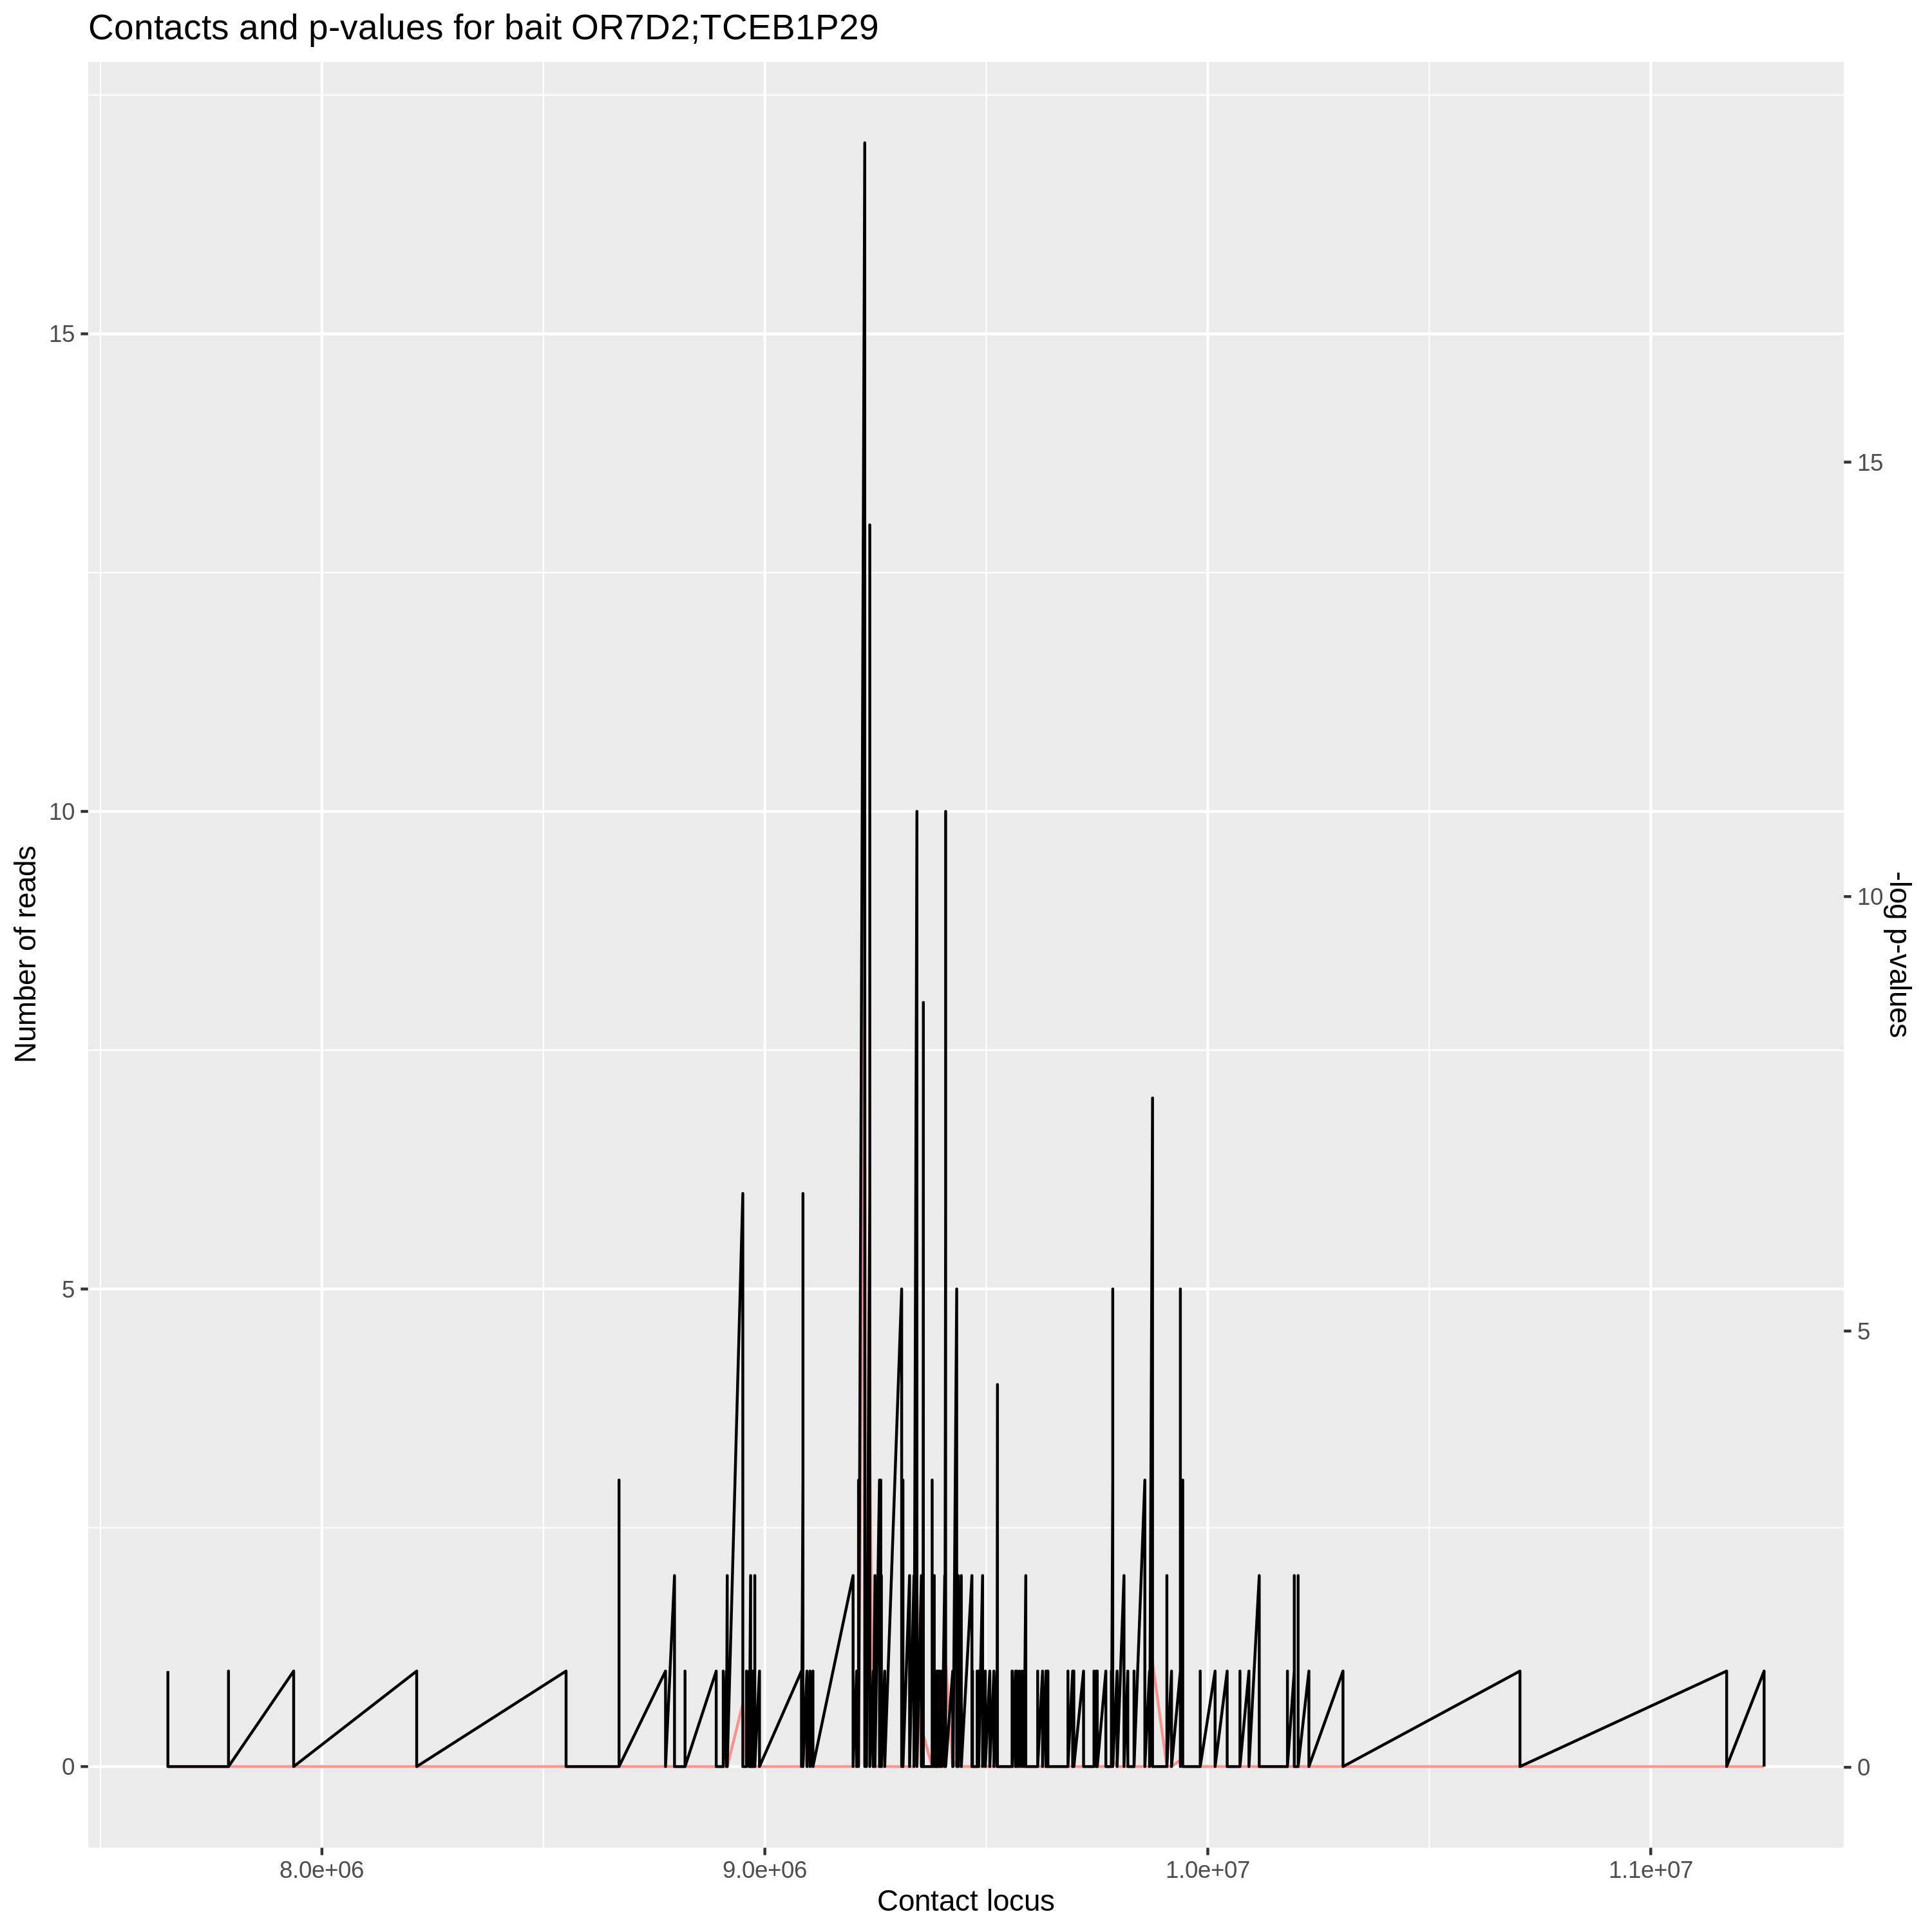 Contacts and p-values for bait OR7D2;TCEB1P29
15
10
5
0
Number of reads
15
10
5
0
-log p-values
8.0e+06
9.0e+06
1.0e+07
1.1e+07
Contact locus